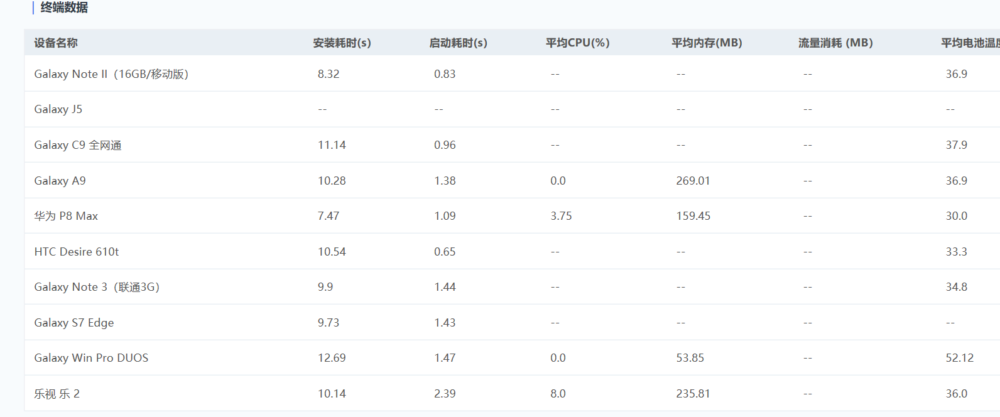 终端数据
设备名称 安装耗时(s) 启动耗时(s) 平均CPU(%) 平均内存(MB) 流量消耗 (MB) 平均电池温
Galaxy Note II（16GB/移动版） 8.32 0.83 -- -- -- 36.9
Galaxy J5 -- -- -- -- -- --
Galaxy C9 全网通 11.14 0.96 -- -- -- 37.9
Galaxy A9 10.28 1.38 0.0 269.01 -- 36.9
华为 P8 Max 7.47 1.09 3.75 159.45 -- 30.0
HTC Desire 610t 10.54 0.65 -- -- -- 33.3
Galaxy Note 3（联通3G） 9.9 1.44 -- -- -- 34.8
Galaxy S7 Edge 9.73 1.43 -- -- -- --
Galaxy Win Pro DUOS 12.69 1.47 0.0 53.85 -- 52.12
乐视 乐 2 10.14 2.39 8.0 235.81 -- 36.0